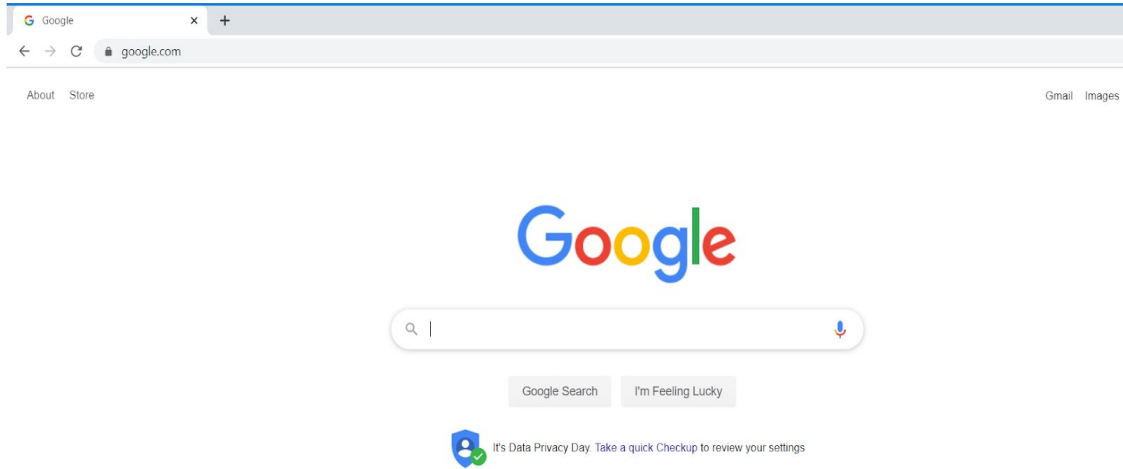 Google
google.com
About Store
Gmail Images
Google
Google Search I'm Feeling Lucky
It's Data Privacy Day. Take a quick Checkup to review your settings